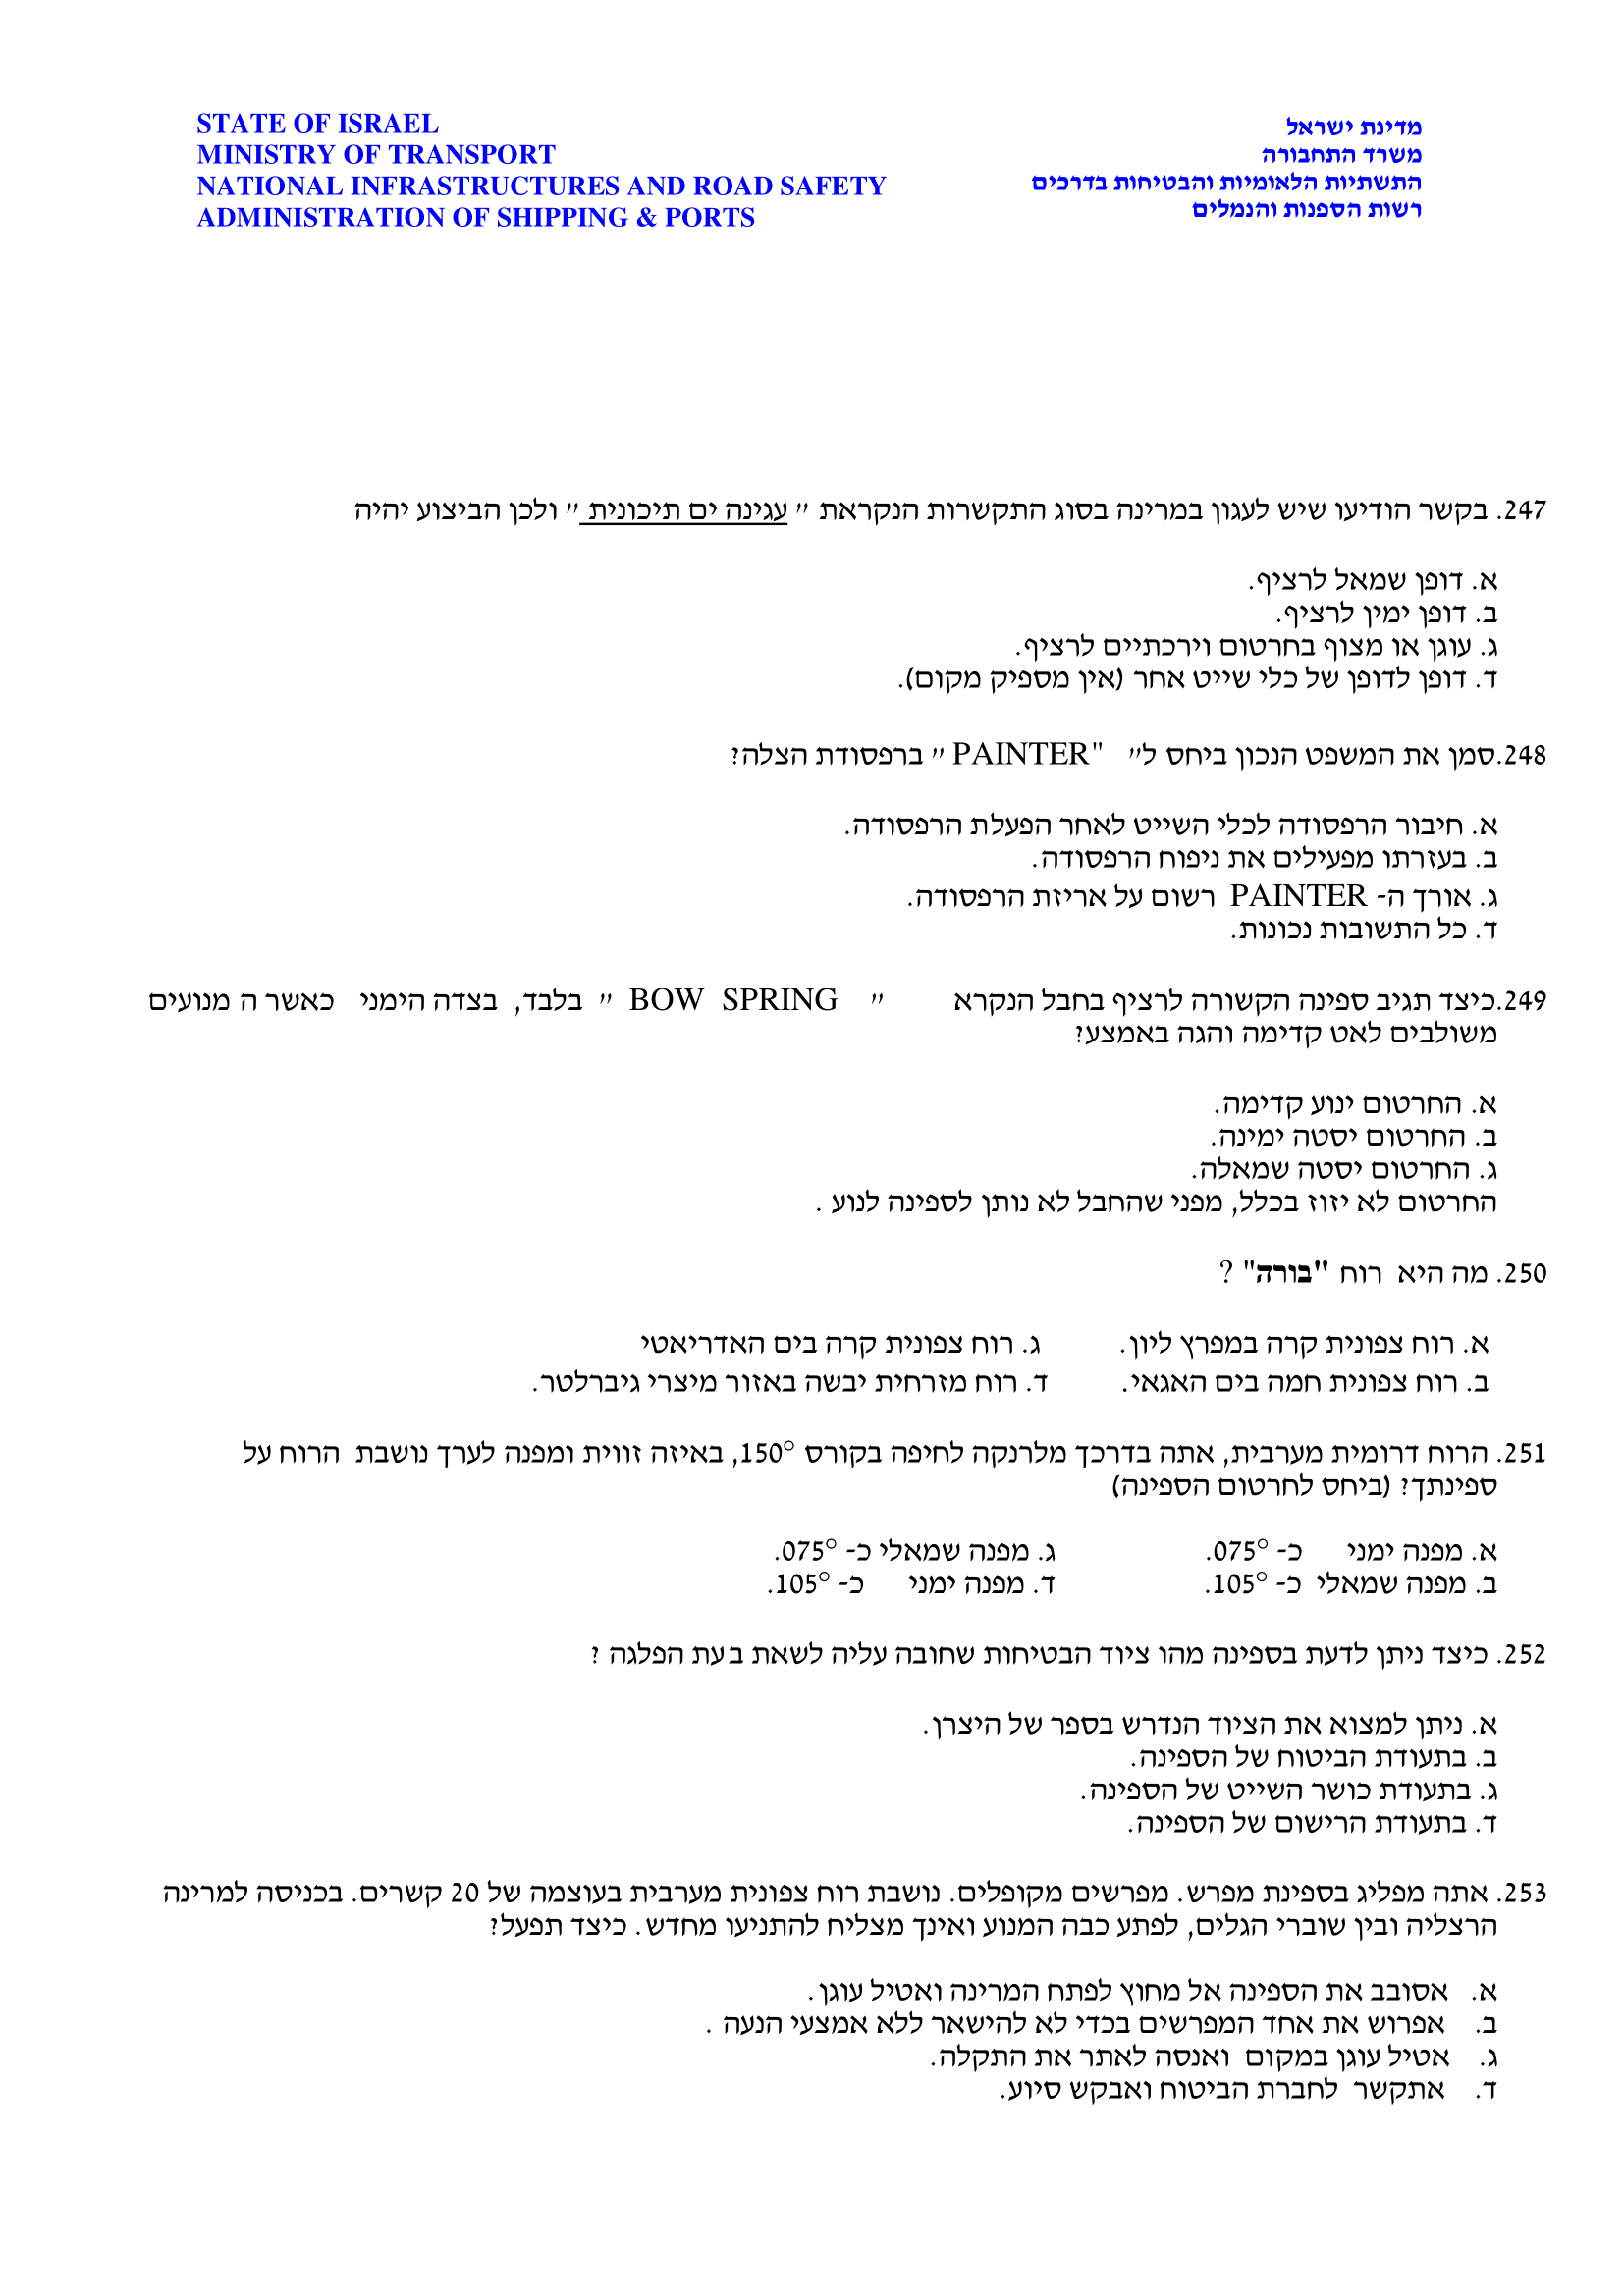 STATE OF ISRAEL
MINISTRY OF TRANSPORT
NATIONAL INFRASTRUCTURES AND ROAD SAFETY
ADMINISTRATION OF SHIPPING & PORTS
מדינת ישראל
משרד התחבורה
התשתיות הלאומיות והבטיחות בדרכים
רשות הספנות והנמלים
247. בקשר הודיעו שיש לעגון במרינה בסוג התקשרות הנקראת ״ עגינה ים תיכונית ״ ולכן הביצוע יהיה
א. דופן שמאל לרציף.
ב. דופן ימין לרציף.
ג. עוגן או מצוף בחרטום וירכתיים לרציף.
ד. דופן לדופן של כלי שייט אחר (אין מספיק מקום).
248.סמן את המשפט הנכון ביחס ל״ "PAINTER ״ ברפסודת הצלה?
א. חיבור הרפסודה לכלי השייט לאחר הפעלת הרפסודה.
ב. בעזרתו מפעילים את ניפוח הרפסודה.
ג. אורך ה- PAINTER רשום על אריזת הרפסודה.
ד. כל התשובות נכונות.
249.כיצד תגיב ספינה הקשורה לרציף בחבל הנקרא ״ BOW SPRING ״ בלבד, בצדה הימני כאשר ה מנועים
משולבים לאט קדימה והגה באמצע?
א. החרטום ינוע קדימה.
ב. החרטום יסטה ימינה.
ג. החרטום יסטה שמאלה.
החרטום לא יזוז בכלל, מפני שהחבל לא נותן לספינה לנוע .
250. מה היא רוח "בורה" ?
א. רוח צפונית קרה במפרץ ליון. ג. רוח צפונית קרה בים האדריאטי
ב. רוח צפונית חמה בים האגאי. ד. רוח מזרחית יבשה באזור מיצרי גיברלטר.
251. הרוח דרומית מערבית, אתה בדרכך מלרנקה לחיפה בקורס 150°, באיזה זווית ומפנה לערך נושבת הרוח על
ספינתך? (ביחס לחרטום הספינה)
א. מפנה ימני כ- 075°. ג. מפנה שמאלי כ- 075°.
ב. מפנה שמאלי כ- 105°. ד. מפנה ימני כ- 105°.
252. כיצד ניתן לדעת בספינה מהו ציוד הבטיחות שחובה עליה לשאת בעת הפלגה ?
א. ניתן למצוא את הציוד הנדרש בספר של היצרן.
ב. בתעודת הביטוח של הספינה.
ג. בתעודת כושר השייט של הספינה.
ד. בתעודת הרישום של הספינה.
253. אתה מפליג בספינת מפרש. מפרשים מקופלים. נושבת רוח צפונית מערבית בעוצמה של 20 קשרים. בכניסה למרינה
הרצליה ובין שוברי הגלים, לפתע כבה המנוע ואינך מצליח להתניעו מחדש. כיצד תפעל?
א. אסובב את הספינה אל מחוץ לפתח המרינה ואטיל עוגן.
ב. אפרוש את אחד המפרשים בכדי לא להישאר ללא אמצעי הנעה .
ג. אטיל עוגן במקום ואנסה לאתר את התקלה.
ד. אתקשר לחברת הביטוח ואבקש סיוע.